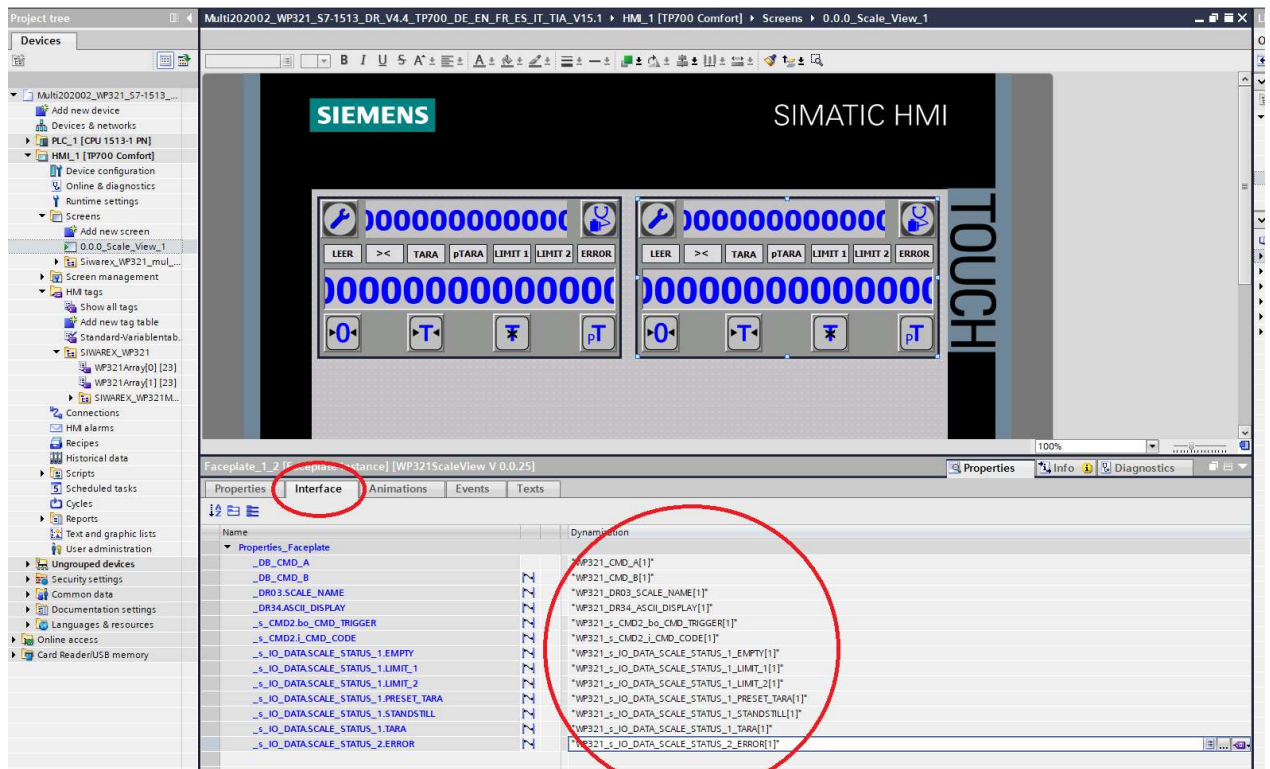 Project tree
Multi202002_WP321_S7-1513_DR_V4.4_TP700_DE_EN_FR_ES_IT_TIA_V15.1 ▸ HMI_1 [TP700 Comfort] ▸ Screens ▸ 0.0.0_Scale_View_1
Devices
Multi202002_WP321_S7-1513_...
Add new device
Devices & networks
PLC_1 [CPU 1513-1 PN]
HMI_1 [TP700 Comfort]
Device configuration
Online & diagnostics
Runtime settings
Screens
Add new screen
0.0.0_Scale_View_1
Siwarex_WP321_mul_...
Screen management
HMI tags
Show all tags
Add new tag table
Standard-Variablentab..
SIWAREX_WP321
WP321Array[0] [23]
WP321Array[1] [23]
SIWAREX_WP321M...
Connections
HMI alarms
Recipes
Historical data
Scripts
Scheduled tasks
Cycles
Reports
Text and graphic lists
User administration
Ungrouped devices
Security settings
Common data
Documentation settings
Languages & resources
Online access
Card Reader/USB memory
B I U S A
SIEMENS
SIMATIC HMI
TOUCH
000000000000 000000000000
LEER >< TARA pTARA LIMIT 1 LIMIT 2 ERROR LEER >< TARA pTARA LIMIT 1 LIMIT 2 ERROR
00000000000000 00000000000000
0 T T pT 0 T T pT
100%
Faceplate_1_2 [Faceplate instance] [WP321ScaleView V 0.0.25]
Properties Info Diagnostics
Properties Interface Animations Events Texts
Name Dynamization
Properties_Faceplate
_DB_CMD_A "WP321_CMD_A[1]"
_DB_CMD_B "WP321_CMD_B[1]"
_DR03.SCALE_NAME "WP321_DR03_SCALE_NAME[1]"
_DR34.ASCII_DISPLAY "WP321_DR34_ASCII_DISPLAY[1]"
_s_CMD2.bo_CMD_TRIGGER "WP321_s_CMD2_bo_CMD_TRIGGER[1]"
_s_CMD2.i_CMD_CODE "WP321_s_CMD2_i_CMD_CODE[1]"
_s_IO_DATA.SCALE_STATUS_1.EMPTY "WP321_s_IO_DATA_SCALE_STATUS_1_EMPTY[1]"
_s_IO_DATA.SCALE_STATUS_1.LIMIT_1 "WP321_s_IO_DATA_SCALE_STATUS_1_LIMIT_1[1]"
_s_IO_DATA.SCALE_STATUS_1.LIMIT_2 "WP321_s_IO_DATA_SCALE_STATUS_1_LIMIT_2[1]"
_s_IO_DATA.SCALE_STATUS_1.PRESET_TARA "WP321_s_IO_DATA_SCALE_STATUS_1_PRESET_TARA[1]"
_s_IO_DATA.SCALE_STATUS_1.STANDSTILL "WP321_s_IO_DATA_SCALE_STATUS_1_STANDSTILL[1]"
_s_IO_DATA.SCALE_STATUS_1.TARA "WP321_s_IO_DATA_SCALE_STATUS_1_TARA[1]"
_s_IO_DATA.SCALE_STATUS_2.ERROR "WP321_s_IO_DATA_SCALE_STATUS_2_ERROR[1]"